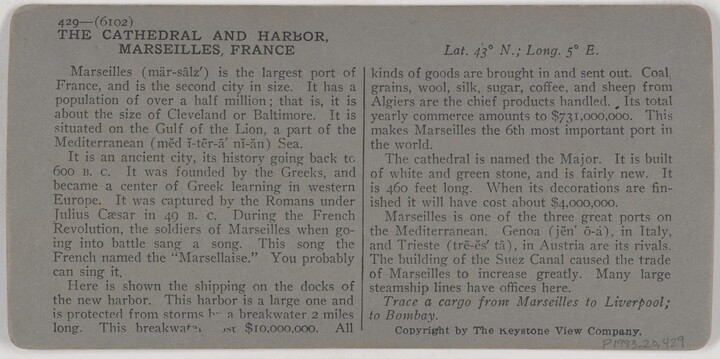 429—(6102)
THE CATHEDRAL AND HARBOR,
MARSEILLES, FRANCE
Marseilles (mär-sālz′) is the largest port of
France, and is the second city in size. It has a
population of over a half million; that is, it is
about the size of Cleveland or Baltimore. It is
situated on the Gulf of the Lion, a part of the
Mediterranean (mĕd ĭ-tĕr-ā′ nĭ-ăn) Sea.
It is an ancient city, its history going back to
600 B. C. It was founded by the Greeks, and
became a center of Greek learning in western
Europe. It was captured by the Romans under
Julius Cæsar in 49 B. C. During the French
Revolution, the soldiers of Marseilles when go-
ing into battle sang a song. This song the
French named the “Marsellaise.” You probably
can sing it.
Here is shown the shipping on the docks of
the new harbor. This harbor is a large one and
is protected from storms a breakwater 2 miles
long. This breakwater $10,000,000. All
Lat. 43° N.; Long. 5° E.
kinds of goods are brought in and sent out. Coal,
grains, wool, silk, sugar, coffee, and sheep from
Algiers are the chief products handled. Its total
yearly commerce amounts to $731,000,000. This
makes Marseilles the 6th most important port in
the world.
The cathedral is named the Major. It is built
of white and green stone, and is fairly new. It
is 460 feet long. When its decorations are fin-
ished it will have cost about $4,000,000.
Marseilles is one of the three great ports on
the Mediterranean. Genoa (jĕn′ ō-á), in Italy,
and Trieste (trē-ĕs′ tā), in Austria are its rivals.
The building of the Suez Canal caused the trade
of Marseilles to increase greatly. Many large
steamship lines have offices here.
Trace a cargo from Marseilles to Liverpool;
to Bombay.
Copyright by The Keystone View Company.
P1983.20.429